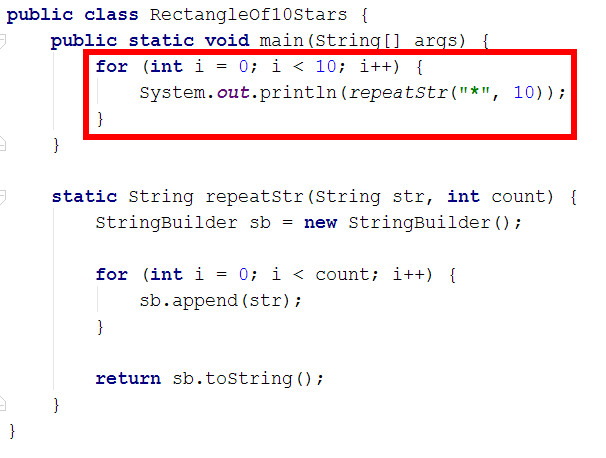 public class RectangleOf10Stars {
    public static void main(String[] args) {
        for (int i = 0; i < 10; i++) {
            System.out.println(repeatStr("*", 10));
        }
    }

    static String repeatStr(String str, int count) {
        StringBuilder sb = new StringBuilder();

        for (int i = 0; i < count; i++) {
            sb.append(str);
        }

        return sb.toString();
    }
}